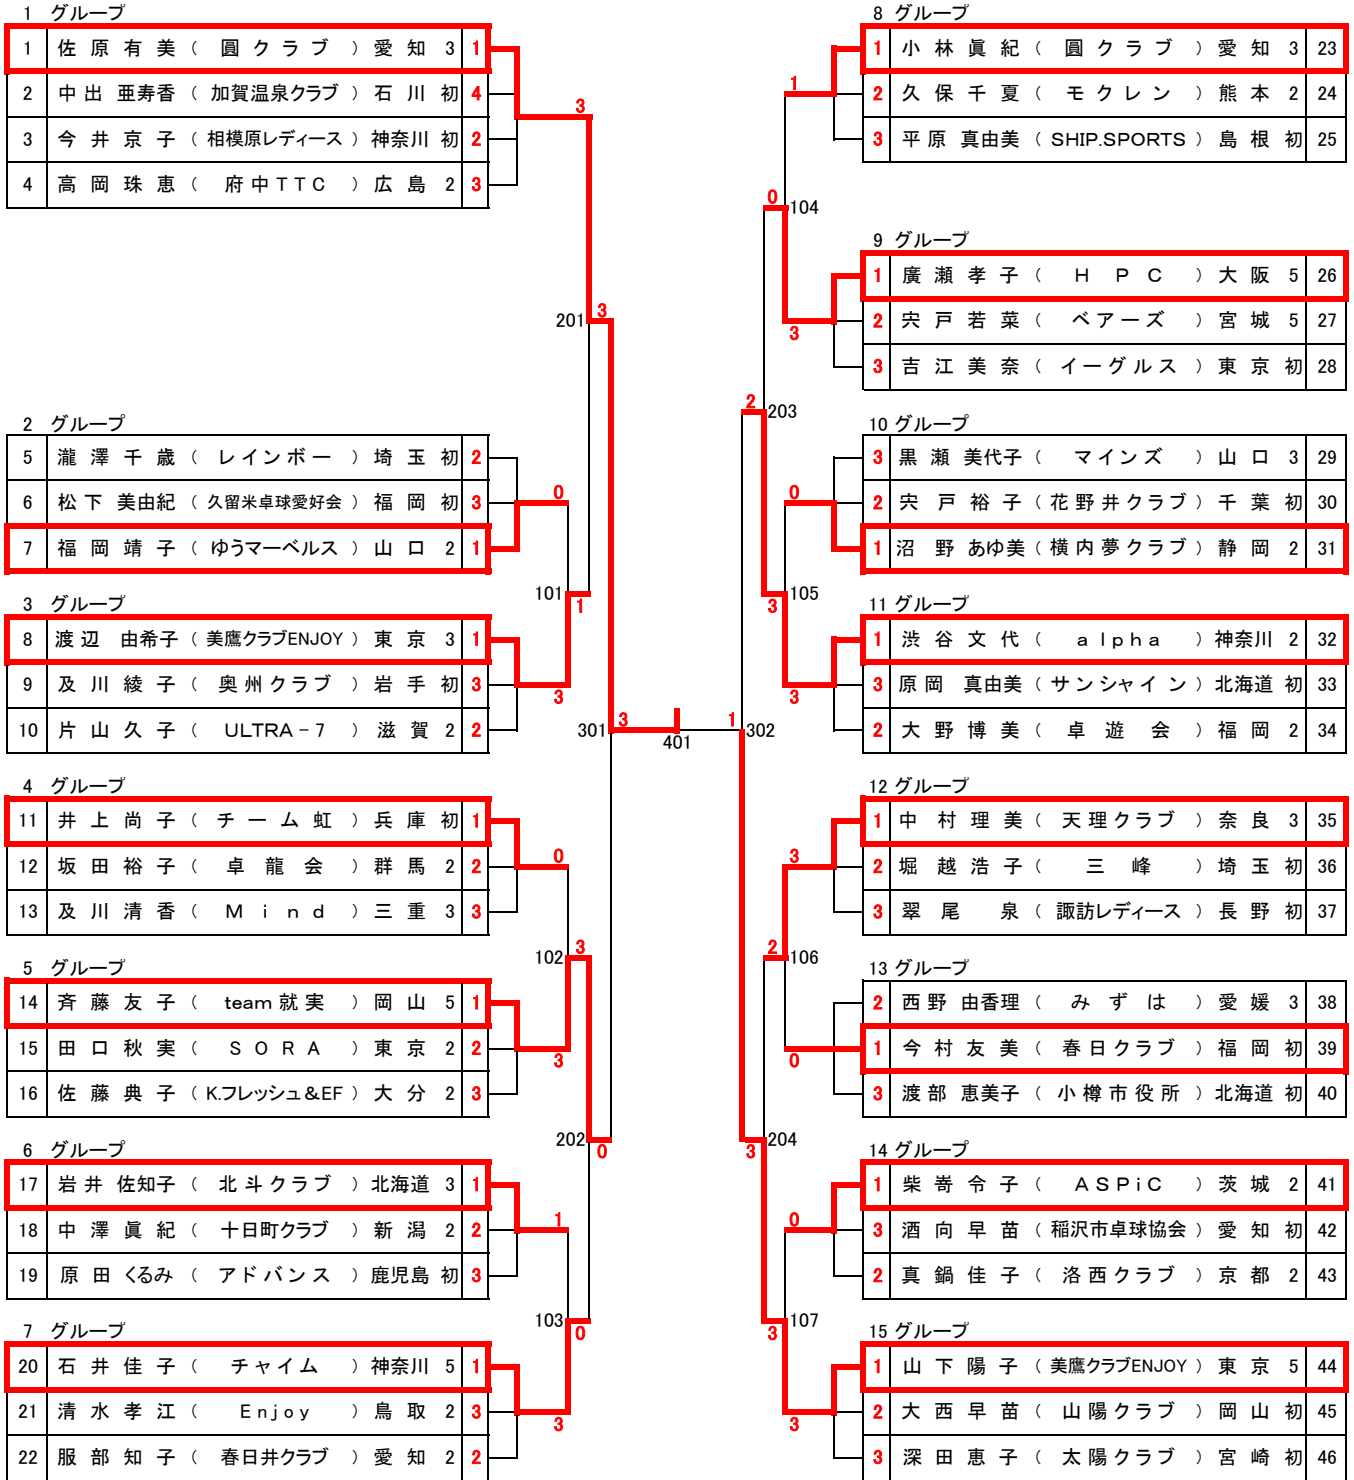 1 グループ
1 佐原有美 ( 圓クラブ ) 愛知 3 1
2 中出 亜寿香 ( 加賀温泉クラブ ) 石川 初 4
3 今井京子 ( 相模原レディース ) 神奈川 初 2
4 高岡珠恵 ( 府中TTC ) 広島 2 3
3
201
3
2 グループ
5 瀧澤千歳 ( レインボー ) 埼玉 初 2
6 松下 美由紀 ( 久留米卓球愛好会 ) 福岡 初 3
7 福岡靖子 ( ゆうマーベルス ) 山口 2 1
0
101
1
3 グループ
8 渡辺 由希子 ( 美鷹クラブENJOY ) 東京 3 1
9 及川綾子 ( 奥州クラブ ) 岩手 初 3
10 片山久子 ( ULTRA-7 ) 滋賀 2 2
3
301
3
401
1
302
4 グループ
11 井上尚子 ( チーム虹 ) 兵庫 初 1
12 坂田裕子 ( 卓龍会 ) 群馬 2 2
13 及川清香 ( Mind ) 三重 3 3
0
102
3
5 グループ
14 斉藤友子 ( team就実 ) 岡山 5 1
15 田口秋実 ( SORA ) 東京 2 2
16 佐藤典子 ( K.フレッシュ&EF ) 大分 2 3
3
202
0
6 グループ
17 岩井 佐知子 ( 北斗クラブ ) 北海道 3 1
18 中澤眞紀 ( 十日町クラブ ) 新潟 2 2
19 原田 くるみ ( アドバンス ) 鹿児島 初 3
1
103
0
7 グループ
20 石井佳子 ( チャイム ) 神奈川 5 1
21 清水孝江 ( Enjoy ) 鳥取 2 3
22 服部知子 ( 春日井クラブ ) 愛知 2 2
3
8 グループ
1 小林眞紀 ( 圓クラブ ) 愛知 3 23
2 久保千夏 ( モクレン ) 熊本 2 24
3 平原 真由美 ( SHIP.SPORTS ) 島根 初 25
1
0
104
9 グループ
1 廣瀬孝子 ( HPC ) 大阪 5 26
2 宍戸若菜 ( ベアーズ ) 宮城 5 27
3 吉江美奈 ( イーグルス ) 東京 初 28
3
2
203
10 グループ
3 黒瀬 美代子 ( マインズ ) 山口 3 29
2 宍戸裕子 ( 花野井クラブ ) 千葉 初 30
1 沼野 あゆ美 ( 横内夢クラブ ) 静岡 2 31
0
105
3
11 グループ
1 渋谷文代 ( alpha ) 神奈川 2 32
3 原岡 真由美 ( サンシャイン ) 北海道 初 33
2 大野博美 ( 卓遊会 ) 福岡 2 34
3
12 グループ
1 中村理美 ( 天理クラブ ) 奈良 3 35
2 堀越浩子 ( 三峰 ) 埼玉 初 36
3 翠尾 泉 ( 諏訪レディース ) 長野 初 37
3
2
106
13 グループ
2 西野 由香理 ( みずは ) 愛媛 3 38
1 今村友美 ( 春日クラブ ) 福岡 初 39
3 渡部 恵美子 ( 小樽市役所 ) 北海道 初 40
0
204
3
14 グループ
1 柴嵜令子 ( ASPiC ) 茨城 2 41
3 酒向早苗 ( 稲沢市卓球協会 ) 愛知 初 42
2 真鍋佳子 ( 洛西クラブ ) 京都 2 43
0
107
3
15 グループ
1 山下陽子 ( 美鷹クラブENJOY ) 東京 5 44
2 大西早苗 ( 山陽クラブ ) 岡山 初 45
3 深田恵子 ( 太陽クラブ ) 宮崎 初 46
3